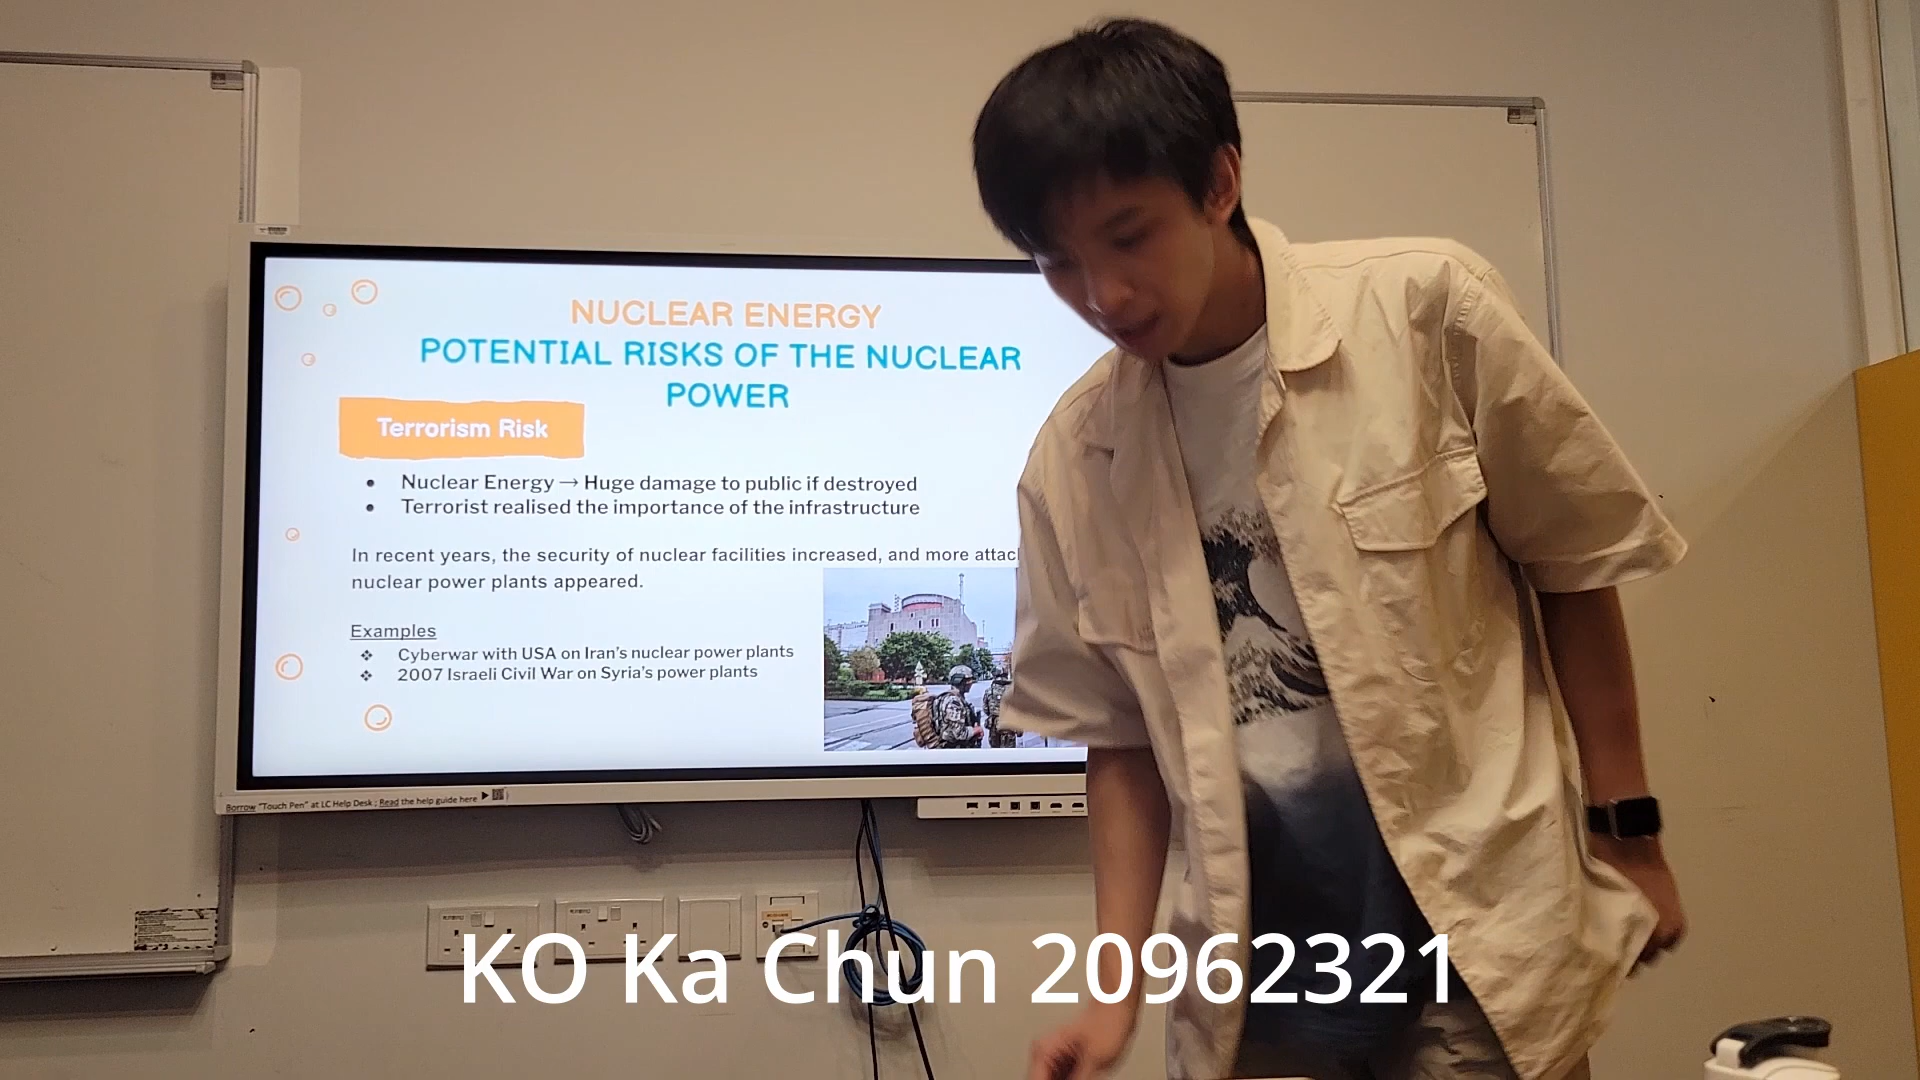 NUCLEAR ENERGY
POTENTIAL RISKS OF THE NUCLEAR
POWER
Terrorism Risk
• Nuclear Energy → Huge damage to public if destroyed
• Terrorist realised the importance of the infrastructure
In recent years, the security of nuclear facilities increased, and more
nuclear power plants appeared.
Examples
❖ Cyberwar with USA on Iran's nuclear power plants
❖ 2007 Israeli Civil War on Syria's power plants
Borrow "Touch Pen" at LC Help Desk ; Read the help guide here ▶
KO Ka Chun 20962321